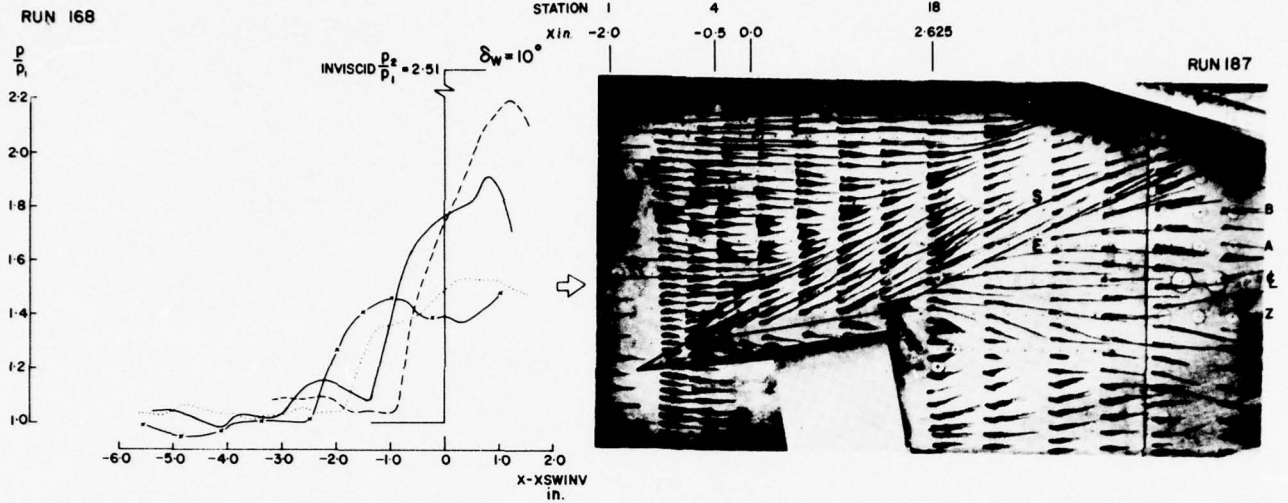 RUN 168
p/p₁
INVISCID p₂/p₁ = 2·51
δw = 10°
2·2
2·0
1·8
1·6
1·4
1·2
1·0
-6·0 -5·0 -4·0 -3·0 -2·0 -1·0 0 1·0 2·0
X-XSWINV
in.
STATION 1 4 18
X in. -2·0 -0·5 0·0 2·625
RUN 187
S
E
B
A
℄
Z